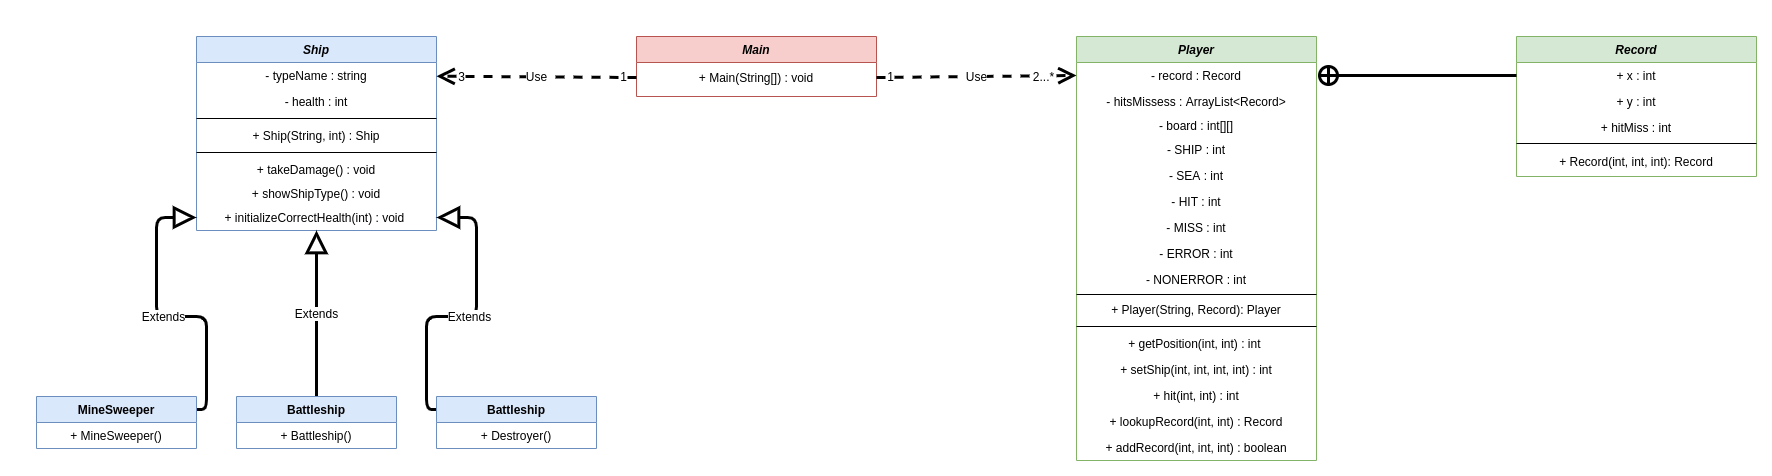 Ship
- typeName : string
- health : int
+ Ship(String, int) : Ship
+ takeDamage() : void
+ showShipType() : void
+ initializeCorrectHealth(int) : void
3
Use
1
Main
+ Main(String[]) : void
1
Use
2...*
Player
- record : Record
- hitsMissess : ArrayList<Record>
- board : int[][]
- SHIP : int
- SEA : int
- HIT : int
- MISS : int
- ERROR : int
- NONERROR : int
+ Player(String, Record): Player
+ getPosition(int, int) : int
+ setShip(int, int, int, int) : int
+ hit(int, int) : int
+ lookupRecord(int, int) : Record
+ addRecord(int, int, int) : boolean
Record
+ x : int
+ y : int
+ hitMiss : int
+ Record(int, int, int): Record
Extends
Extends
Extends
MineSweeper
+ MineSweeper()
Battleship
+ Battleship()
Battleship
+ Destroyer()